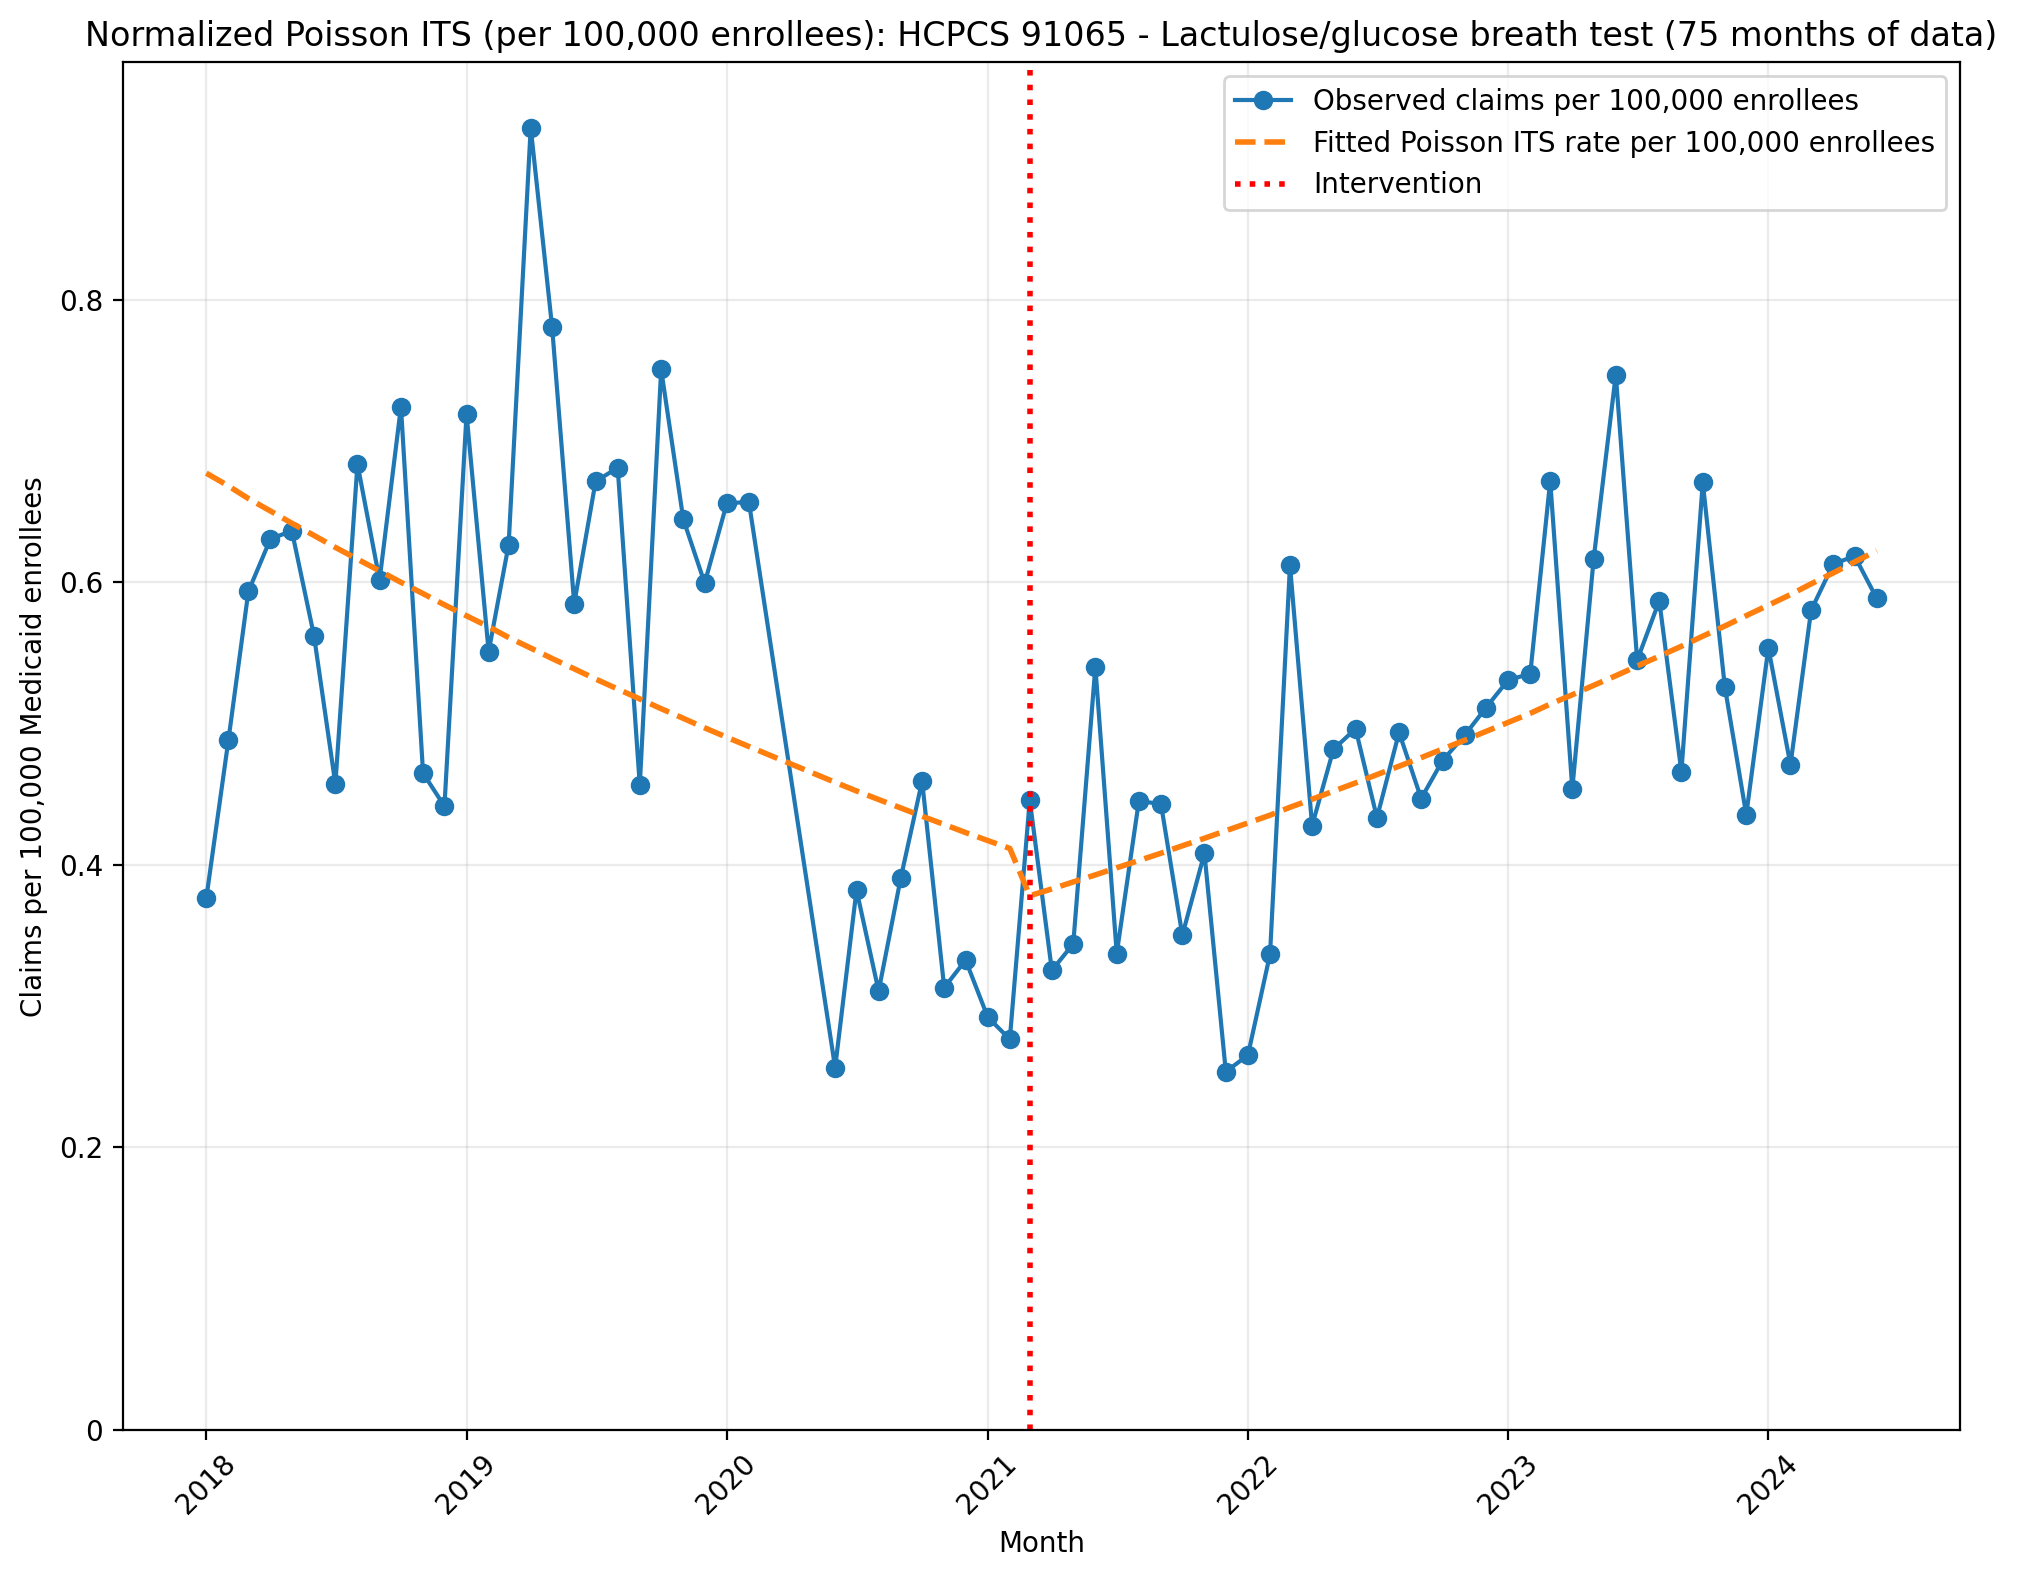 Normalized Poisson ITS (per 100,000 enrollees): HCPCS 91065 - Lactulose/glucose breath test (75 months of data)
Observed claims per 100,000 enrollees
Fitted Poisson ITS rate per 100,000 enrollees
Intervention
Claims per 100,000 Medicaid enrollees
0.8
0.6
0.4
0.2
0
2018
2019
2020
2021
2022
2023
2024
Month